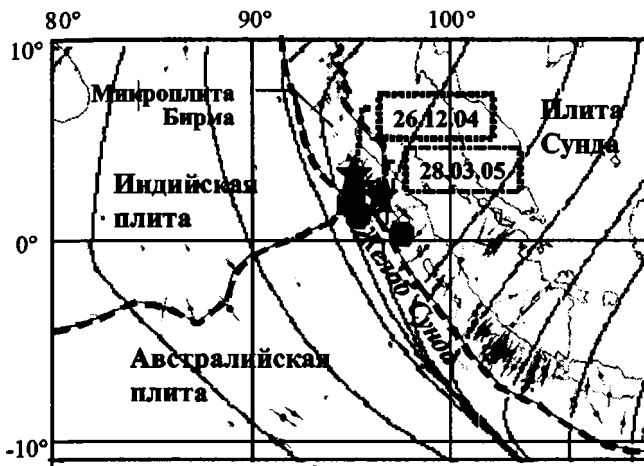 80° 90° 100°
10°
Микроплита
Бирма
26.12.04
Илита
Сунда
28.03.05
Индийская
плита
0°
Желоб Сунда
Австралийская
плита
-10°